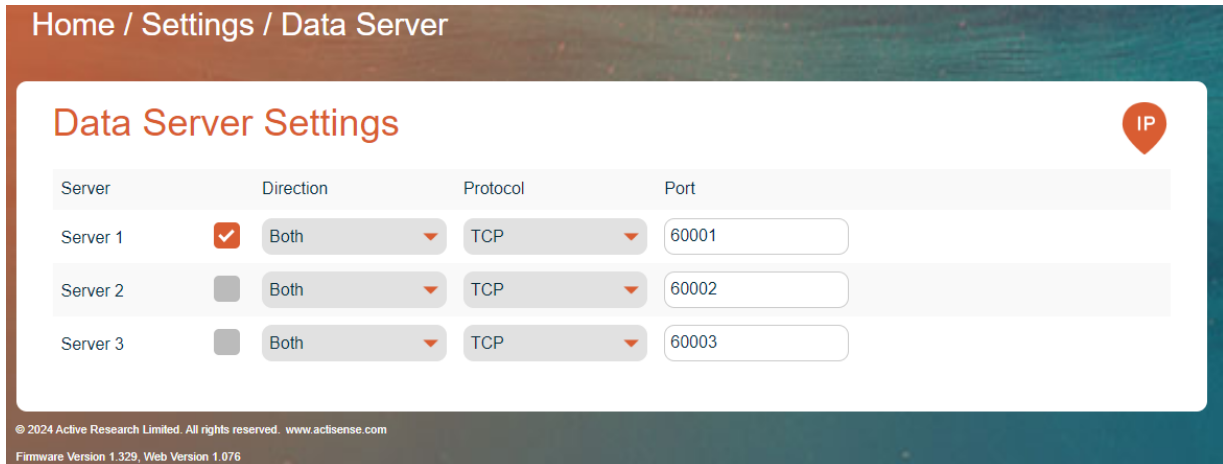 Home / Settings / Data Server
Data Server Settings
IP
Server Direction Protocol Port
Server 1 Both TCP 60001
Server 2 Both TCP 60002
Server 3 Both TCP 60003
© 2024 Active Research Limited. All rights reserved. www.actisense.com
Firmware Version 1.329, Web Version 1.076